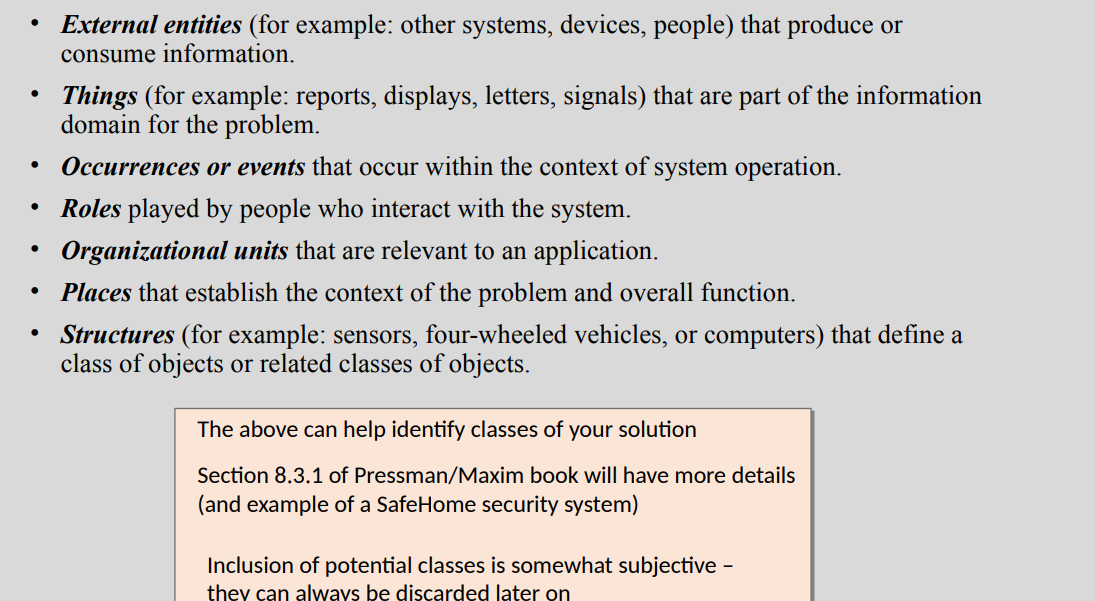 • External entities (for example: other systems, devices, people) that produce or
consume information.
• Things (for example: reports, displays, letters, signals) that are part of the information
domain for the problem.
• Occurrences or events that occur within the context of system operation.
• Roles played by people who interact with the system.
• Organizational units that are relevant to an application.
• Places that establish the context of the problem and overall function.
• Structures (for example: sensors, four-wheeled vehicles, or computers) that define a
class of objects or related classes of objects.
The above can help identify classes of your solution
Section 8.3.1 of Pressman/Maxim book will have more details
(and example of a SafeHome security system)
Inclusion of potential classes is somewhat subjective –
they can always be discarded later on